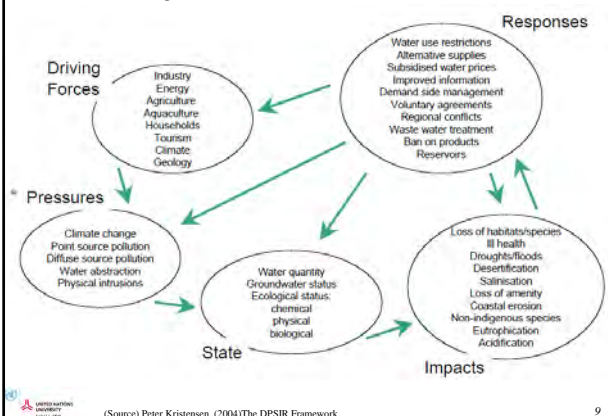 Responses
Water use restrictions
Alternative supplies
Subsidised water prices
Improved information
Demand side management
Voluntary agreements
Regional conflicts
Waste water treatment
Ban on products
Reservoirs
Driving
Forces
Industry
Energy
Agriculture
Aquaculture
Households
Tourism
Climate
Geology
Pressures
Climate change
Point source pollution
Diffuse source pollution
Water abstraction
Physical intrusions
Water quantity
Groundwater status
Ecological status:
chemical
physical
biological
State
Loss of habitats/species
Ill health
Droughts/floods
Desertification
Salinisation
Loss of amenity
Coastal erosion
Non-indigenous species
Eutrophication
Acidification
Impacts
UNITED NATIONS
UNIVERSITY
(Source) Peter Kristensen, (2004)The DPSIR Framework
9